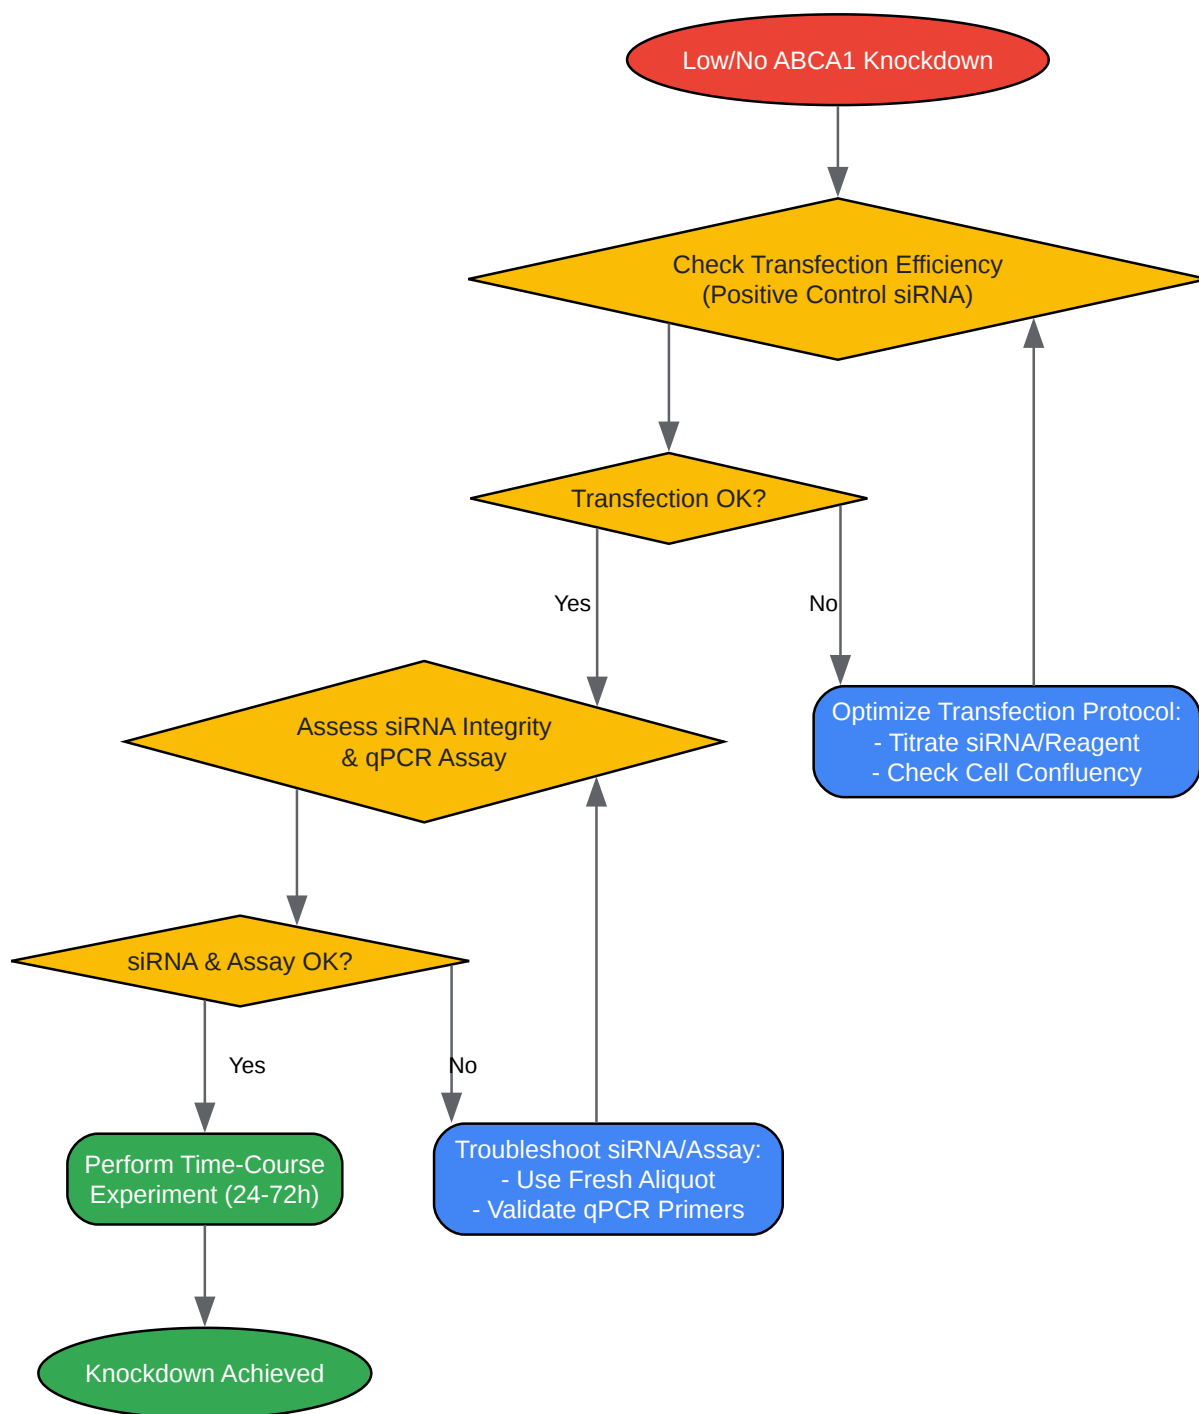 Low/No ABCA1 Knockdown
Check Transfection Efficiency
(Positive Control siRNA)
Transfection OK?
Yes
No
Optimize Transfection Protocol:
- Titrate siRNA/Reagent
- Check Cell Confluency
Assess siRNA Integrity
& qPCR Assay
siRNA & Assay OK?
Yes
No
Perform Time-Course
Experiment (24-72h)
Troubleshoot siRNA/Assay:
- Use Fresh Aliquot
- Validate qPCR Primers
Knockdown Achieved